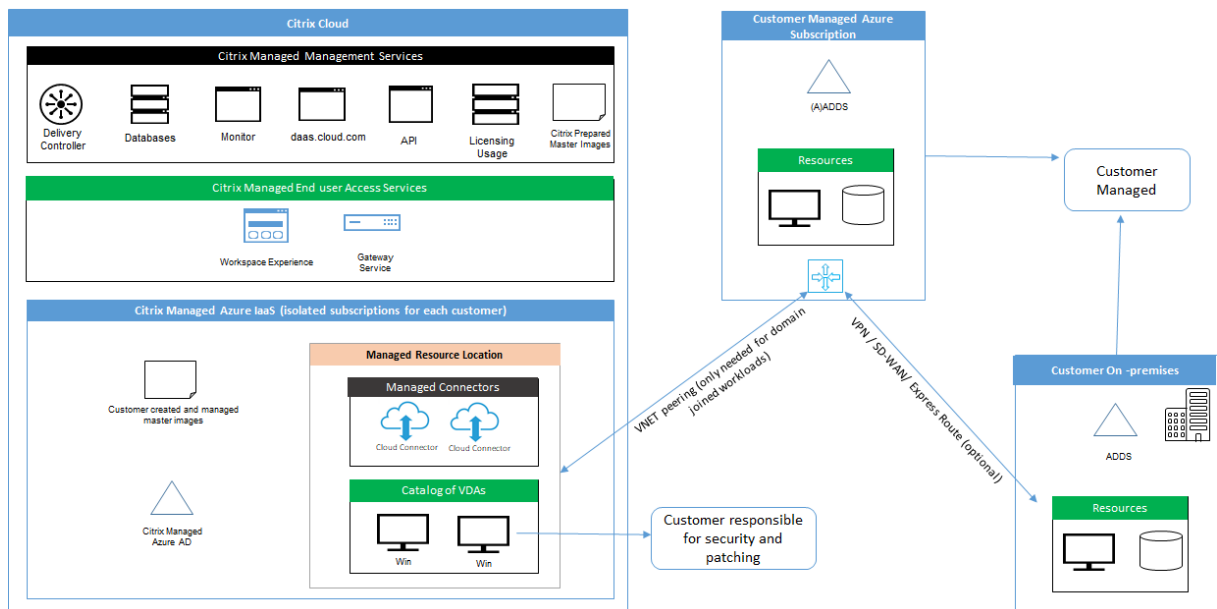 Citrix Cloud
Citrix Managed Management Services
Delivery
Controller
Databases
Monitor
daas.cloud.com
API
Licensing
Usage
Citrix Prepared
Master Images
Citrix Managed End user Access Services
Workspace Experience
Gateway
Service
Citrix Managed Azure IaaS (isolated subscriptions for each customer)
Customer created and managed
master images
Citrix Managed
Azure AD
Managed Resource Location
Managed Connectors
Cloud Connector
Cloud Connector
Catalog of VDAs
Win
Win
Customer responsible
for security and
patching
VNET peering (only needed for domain
joined workloads)
Customer Managed Azure
Subscription
(A)ADDS
Resources
VPN / SD-WAN/ Express Route (optional)
Customer
Managed
Customer On -premises
ADDS
Resources